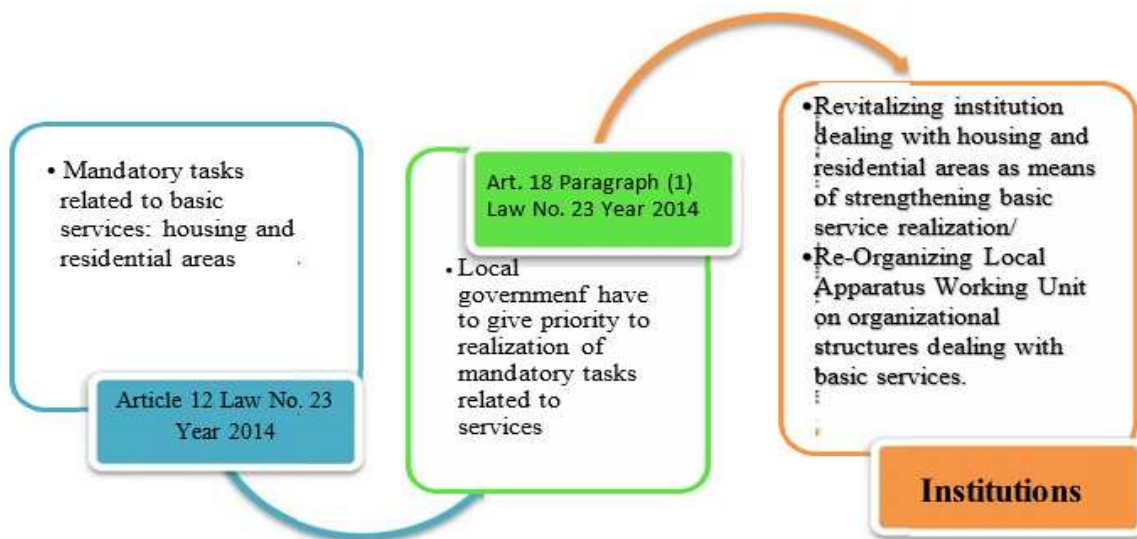 • Mandatory tasks
related to basic
services: housing and
residential areas
Article 12 Law No. 23
Year 2014
Art. 18 Paragraph (1)
Law No. 23 Year 2014
• Local
governmenf have
to give priority to
realization of
mandatory tasks
related to
services
•Revitalizing institution
dealing with housing and
residential areas as means
of strengthening basic
service realization/
•Re-Organizing Local
Apparatus Working Unit
on organizational
structures dealing with
basic services.
Institutions